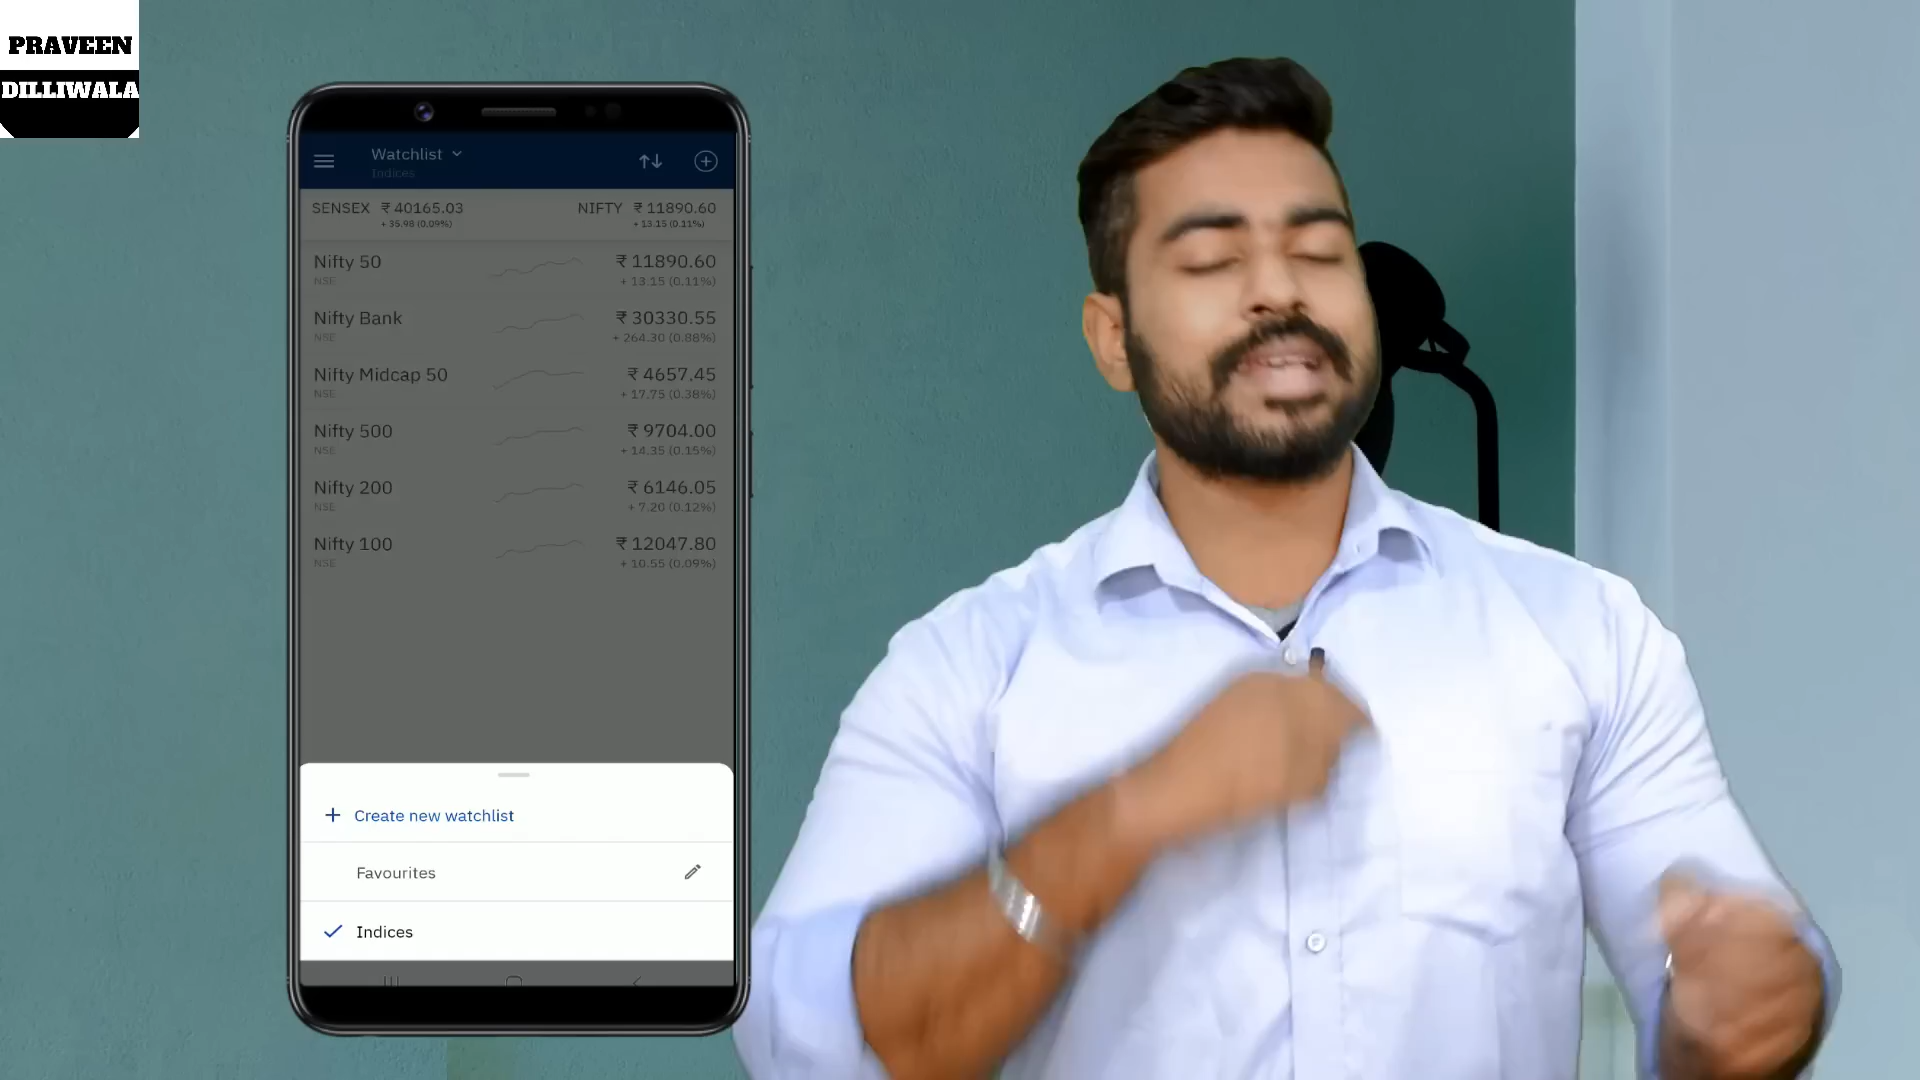 PRAVEEN
DILLIWALA
Watchlist
Indices
SENSEX ₹ 40165.03 NIFTY ₹ 11890.60
+ 35.98 (0.09%) + 13.15 (0.11%)
Nifty 50 ₹ 11890.60
NSE + 13.15 (0.11%)
Nifty Bank ₹ 30330.55
NSE + 264.30 (0.88%)
Nifty Midcap 50 ₹ 4657.45
NSE + 17.75 (0.38%)
Nifty 500 ₹ 9704.00
NSE + 14.35 (0.15%)
Nifty 200 ₹ 6146.05
NSE + 7.20 (0.12%)
Nifty 100 ₹ 12047.80
NSE + 10.55 (0.09%)
+ Create new watchlist
Favourites
Indices